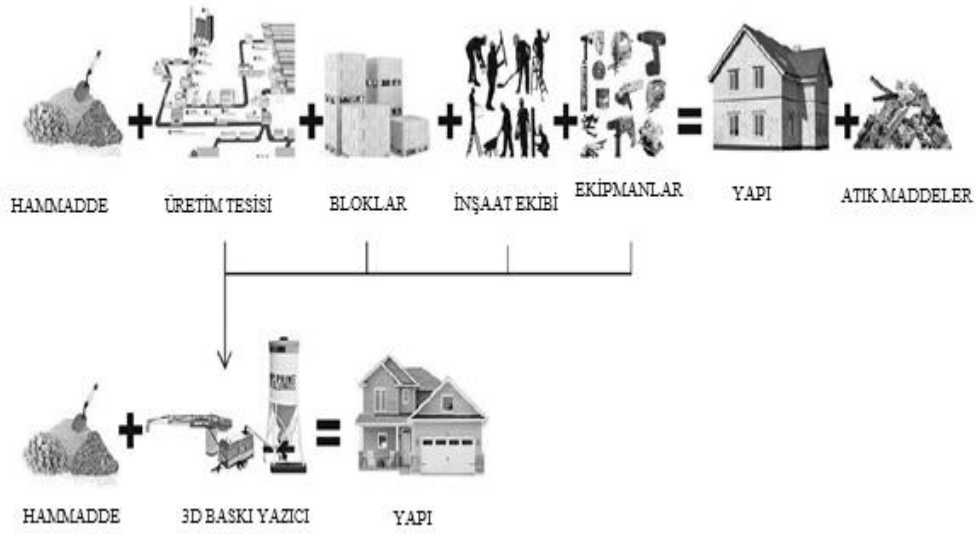 HAMMADDE
ÜRETİM TESİSİ
BLOKLAR
İNŞAAT EKİBİ
EKİPMANLAR
YAPI
ATIK MADDELER
HAMMADDE
3D BASKI YAZICI
YAPI